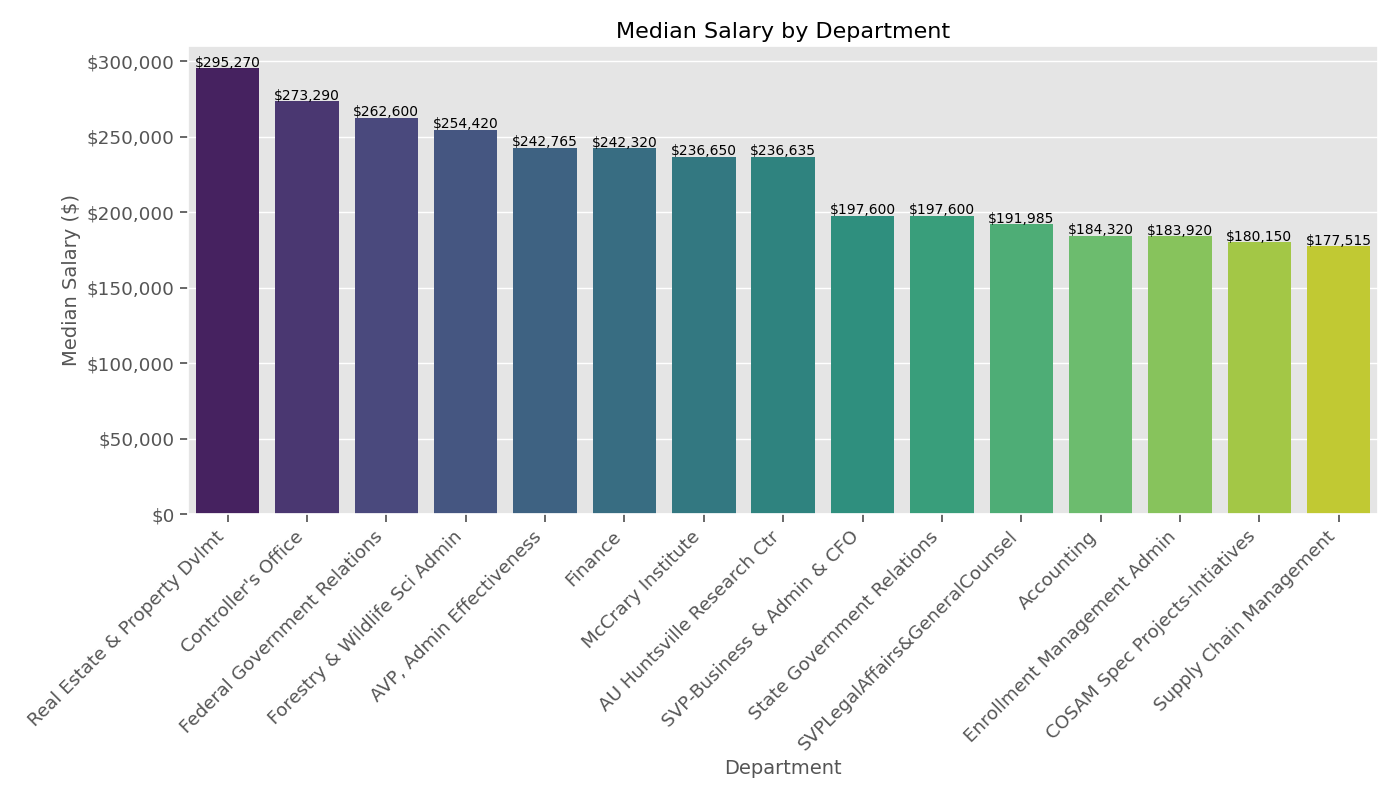 Median Salary by Department
Median Salary ($)
$300,000
$250,000
$200,000
$150,000
$100,000
$50,000
$0
$295,270
$273,290
$262,600
$254,420
$242,765
$242,320
$236,650
$236,635
$197,600
$197,600
$191,985
$184,320
$183,920
$180,150
$177,515
Real Estate & Property Dvlmt
Controller's Office
Federal Government Relations
Forestry & Wildlife Sci Admin
AVP, Admin Effectiveness
Finance
McCrary Institute
AU Huntsville Research Ctr
SVP-Business & Admin & CFO
State Government Relations
SVPLegalAffairs&GeneralCounsel
Accounting
Enrollment Management Admin
COSAM Spec Projects-Intiatives
Supply Chain Management
Department